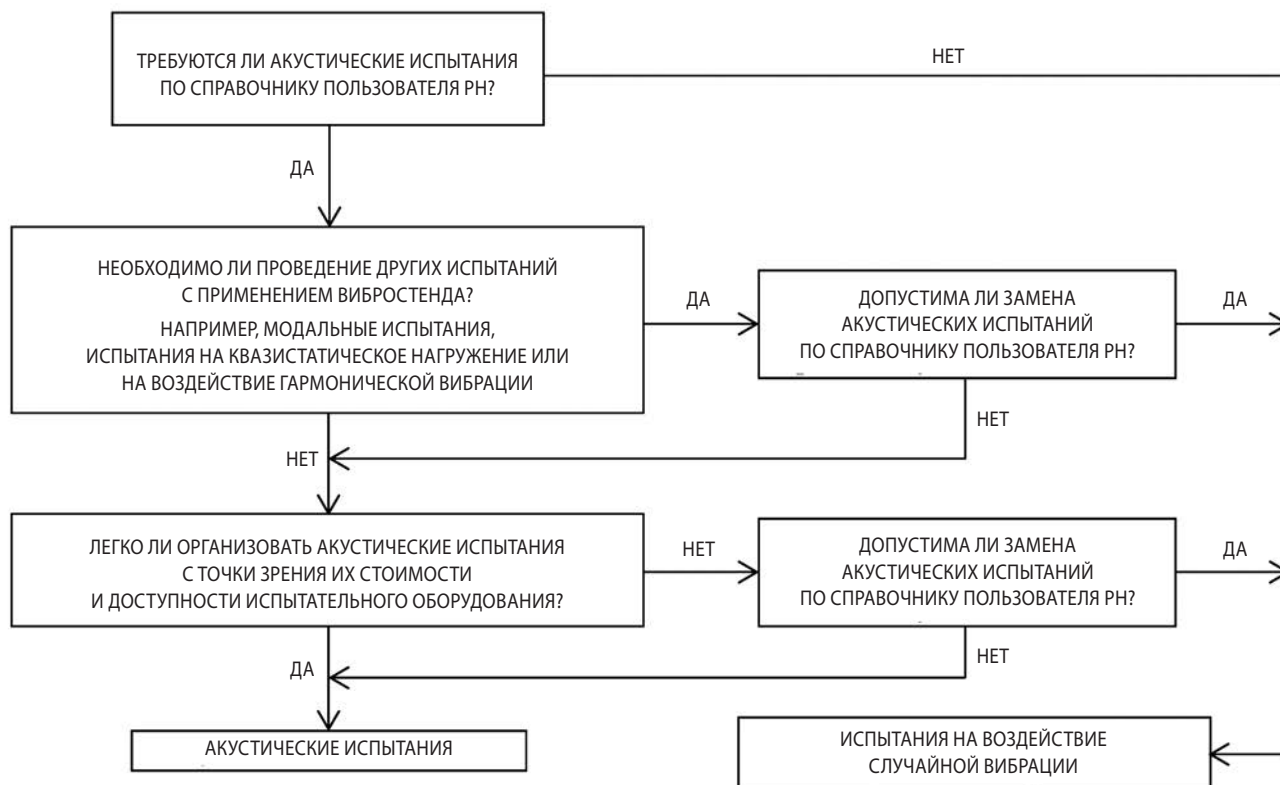 ТРЕБУЮТСЯ ЛИ АКУСТИЧЕСКИЕ ИСПЫТАНИЯ
ПО СПРАВОЧНИКУ ПОЛЬЗОВАТЕЛЯ РН?
НЕТ
ДА
НЕОБХОДИМО ЛИ ПРОВЕДЕНИЕ ДРУГИХ ИСПЫТАНИЙ
С ПРИМЕНЕНИЕМ ВИБРОСТЕНДА?
НАПРИМЕР, МОДАЛЬНЫЕ ИСПЫТАНИЯ,
ИСПЫТАНИЯ НА КВАЗИСТАТИЧЕСКОЕ НАГРУЖЕНИЕ ИЛИ
НА ВОЗДЕЙСТВИЕ ГАРМОНИЧЕСКОЙ ВИБРАЦИИ
ДА
ДОПУСТИМА ЛИ ЗАМЕНА
АКУСТИЧЕСКИХ ИСПЫТАНИЙ
ПО СПРАВОЧНИКУ ПОЛЬЗОВАТЕЛЯ РН?
ДА
НЕТ
НЕТ
ЛЕГКО ЛИ ОРГАНИЗОВАТЬ АКУСТИЧЕСКИЕ ИСПЫТАНИЯ
С ТОЧКИ ЗРЕНИЯ ИХ СТОИМОСТИ
И ДОСТУПНОСТИ ИСПЫТАТЕЛЬНОГО ОБОРУДОВАНИЯ?
НЕТ
ДОПУСТИМА ЛИ ЗАМЕНА
АКУСТИЧЕСКИХ ИСПЫТАНИЙ
ПО СПРАВОЧНИКУ ПОЛЬЗОВАТЕЛЯ РН?
ДА
НЕТ
ДА
АКУСТИЧЕСКИЕ ИСПЫТАНИЯ
ИСПЫТАНИЯ НА ВОЗДЕЙСТВИЕ
СЛУЧАЙНОЙ ВИБРАЦИИ